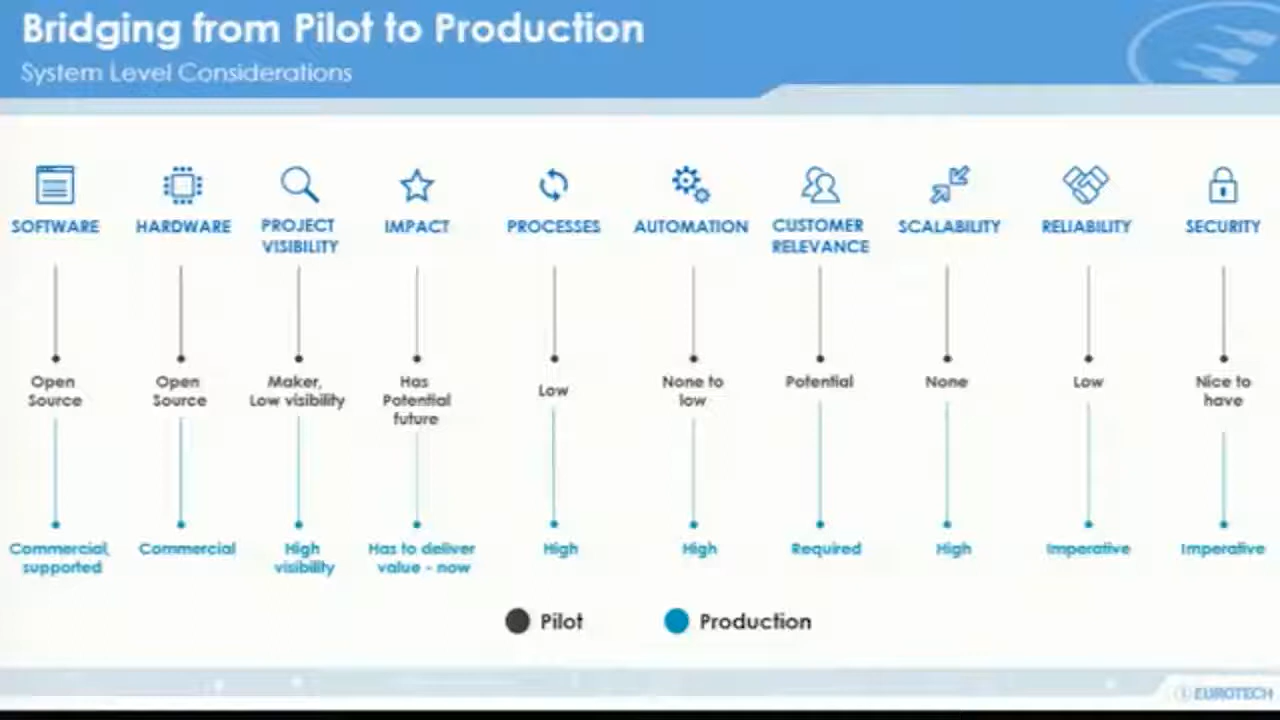 Bridging from Pilot to Production
System Level Considerations
SOFTWARE
HARDWARE
PROJECT
VISIBILITY
IMPACT
PROCESSES
AUTOMATION
CUSTOMER
RELEVANCE
SCALABILITY
RELIABILITY
SECURITY
Open
Source
Open
Source
Maker,
Low visibility
Has
Potential
future
Low
None to
low
Potential
None
Low
Nice to
have
Commercial,
supported
Commercial
High
visibility
Has to deliver
value - now
High
High
Required
High
Imperative
Imperative
Pilot
Production
EUROTECH